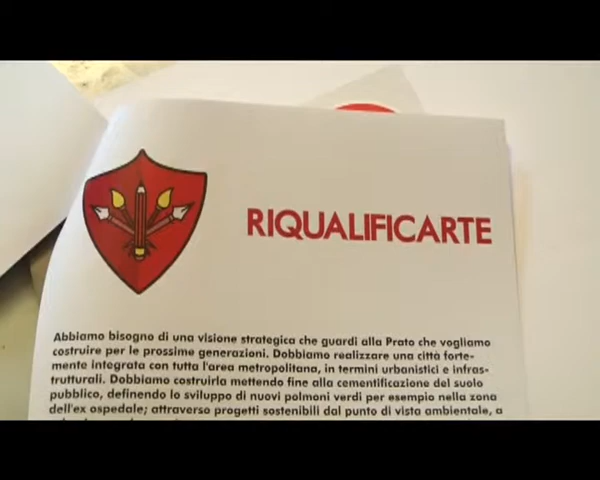 RIQUALIFICARTE
Abbiamo bisogno di una visione strategica che guardi alla Prato che vogliamo
costruire per le prossime generazioni. Dobbiamo realizzare una città forte-
mente integrata con tutta l'area metropolitana, in termini urbanistici e infras-
trutturali. Dobbiamo costruirla mettendo fine alla cementificazione del suolo
pubblico, definendo lo sviluppo di nuovi polmoni verdi per esempio nella zona
dell'ex ospedale; attraverso progetti sostenibili dal punto di vista ambientale, a